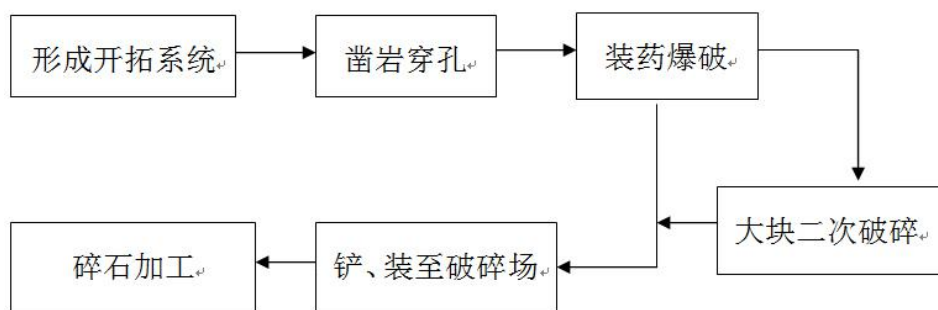 形成开拓系统
凿岩穿孔
装药爆破
大块二次破碎
铲、装至破碎场
碎石加工